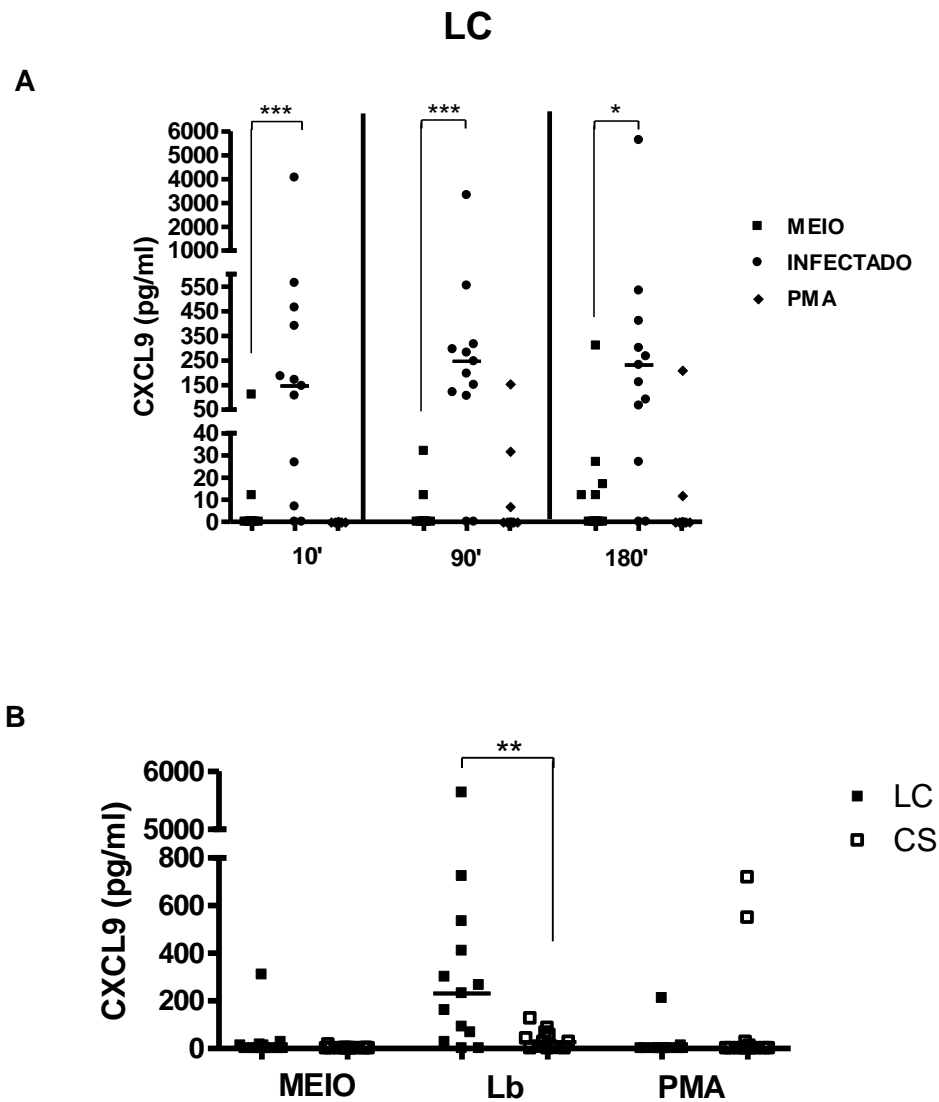 LC
A
*** *** *
6000
5000
4000
3000
2000
1000
550
450
350
250
150
50
40
30
20
10
0
CXCL9 (pg/ml)
10' 90' 180'
MEIO
INFECTADO
PMA
B
**
6000
5000
800
600
400
200
0
CXCL9 (pg/ml)
MEIO Lb PMA
LC
CS